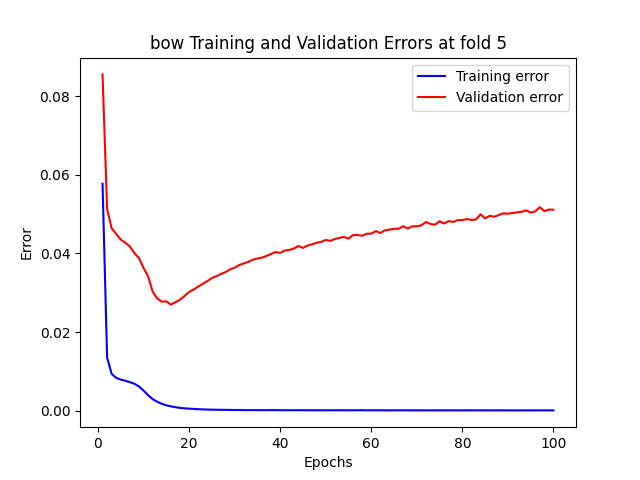 bow Training and Validation Errors at fold 5
Training error
Validation error
0.08
0.06
0.04
0.02
0.00
Error
0
20
40
60
80
100
Epochs